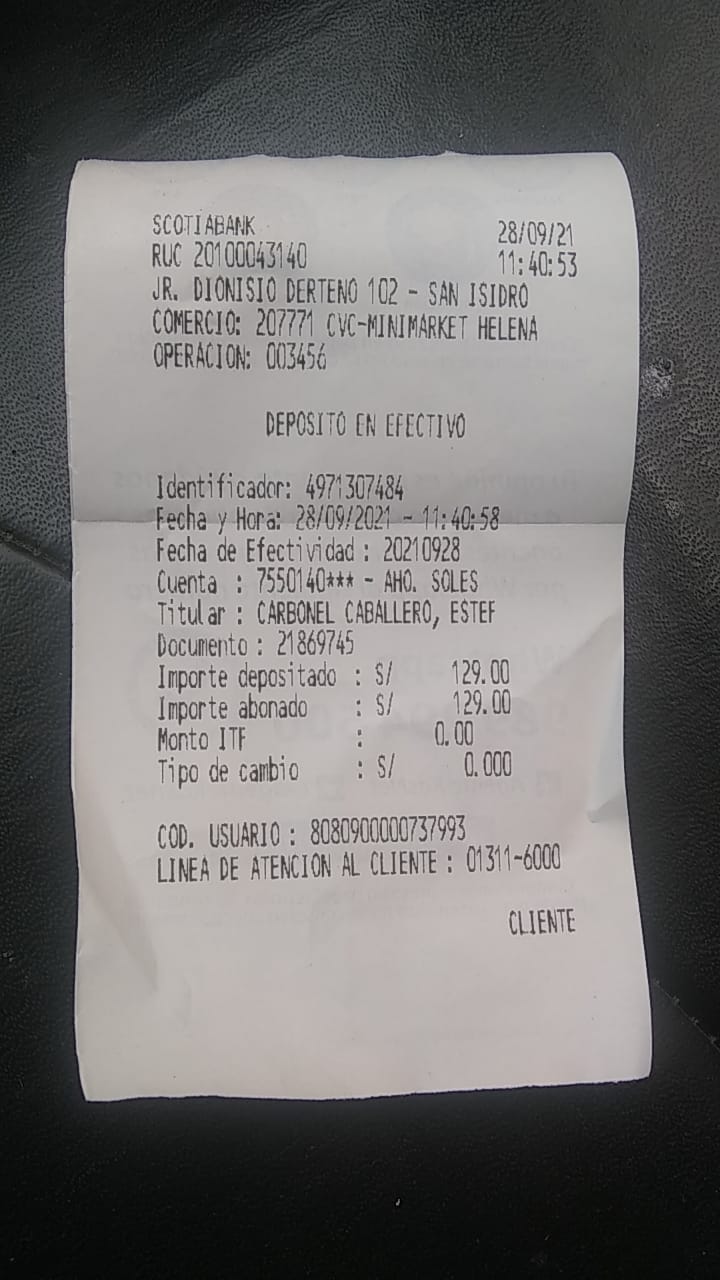 SCOTIABANK 28/09/21
RUC 20100043140 11:40:53
JR. DIONISIO DERTENO 102 - SAN ISIDRO
COMERCIO: 207771 CVC-MINIMARKET HELENA
OPERACION: 003456
DEPOSITO EN EFECTIVO
Identificador: 4971307484
Fecha y Hora: 28/09/2021 - 11:40:58
Fecha de Efectividad : 20210928
Cuenta : 7550140*** - AHO. SOLES
Titular : CARBONEL CABALLERO, ESTEF
Documento : 21869745
Importe depositado : S/ 129.00
Importe abonado : S/ 129.00
Monto ITF : 0.00
Tipo de cambio : S/ 0.000
COD. USUARIO : 8080900000737993
LINEA DE ATENCION AL CLIENTE : 01311-6000
CLIENTE